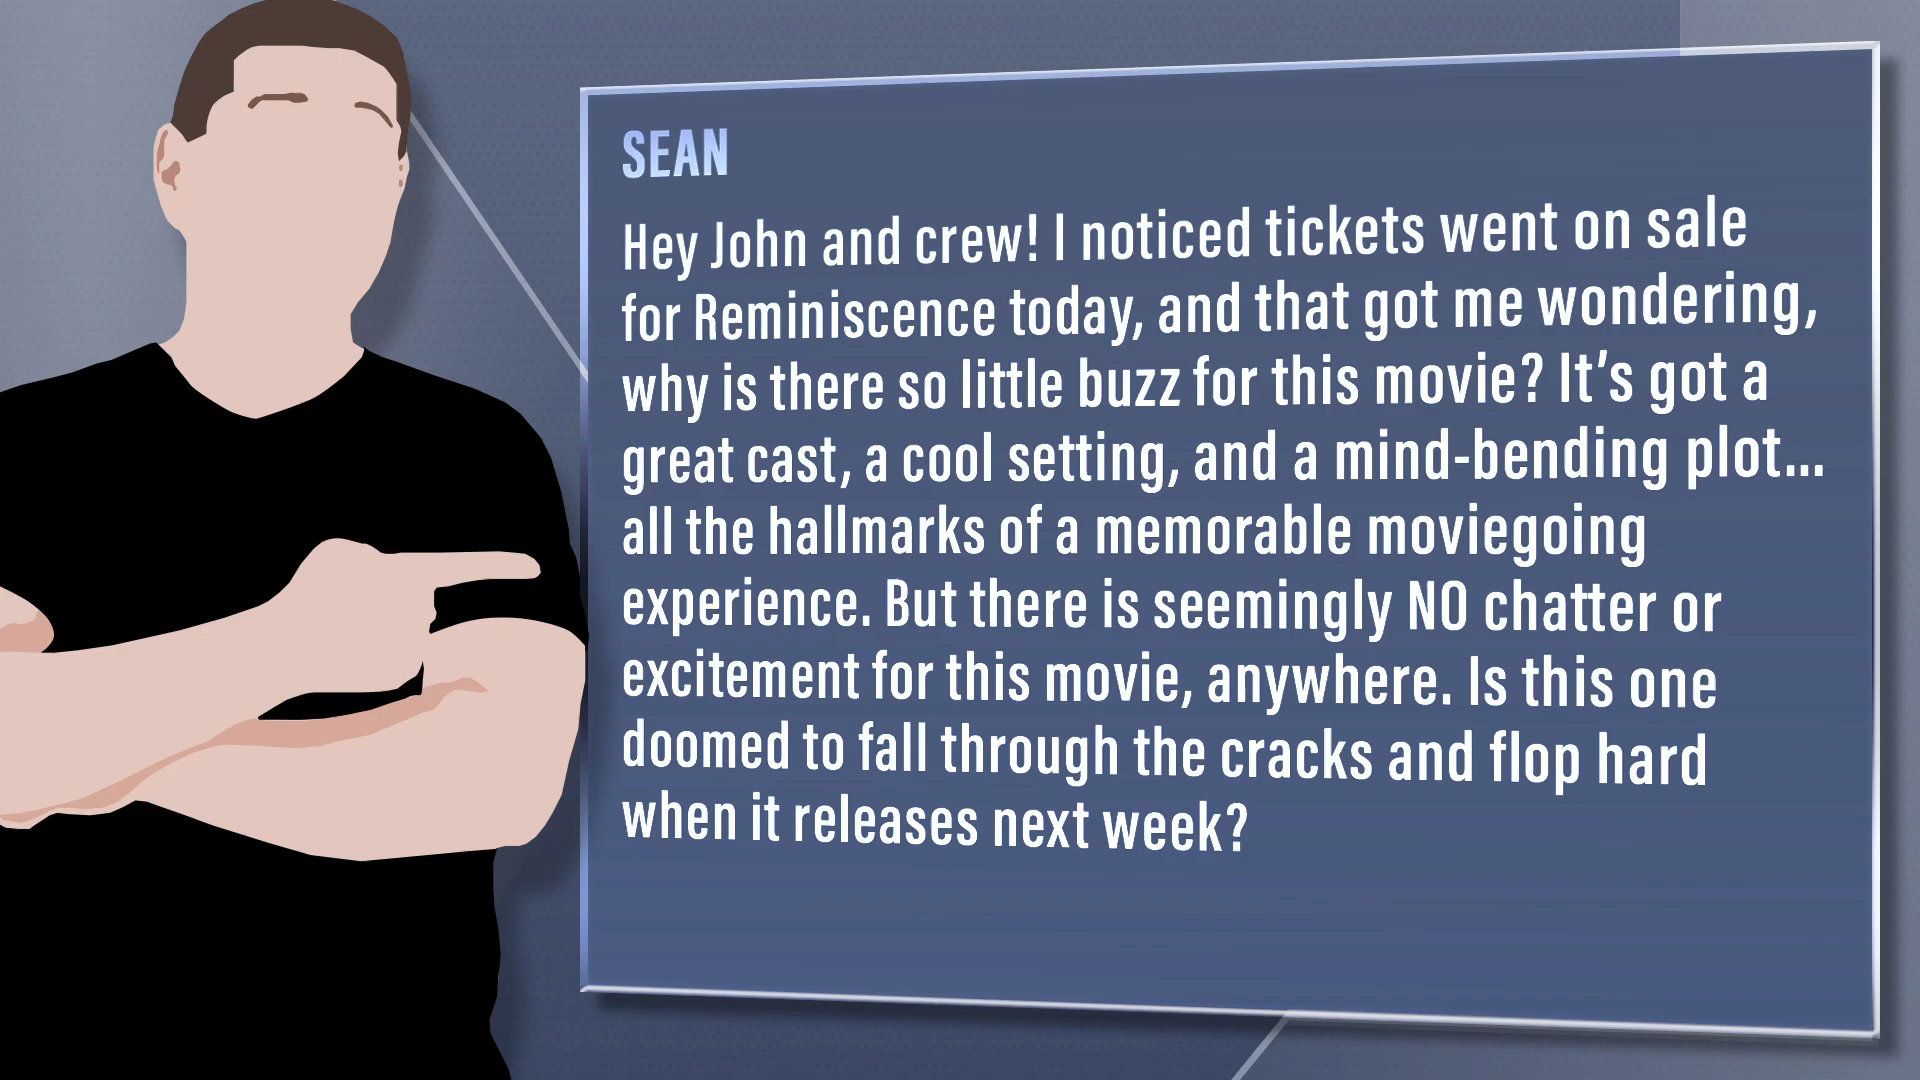 SEAN
Hey John and crew! I noticed tickets went on sale
for Reminiscence today, and that got me wondering,
why is there so little buzz for this movie? It’s got a
great cast, a cool setting, and a mind-bending plot...
all the hallmarks of a memorable moviegoing
experience. But there is seemingly NO chatter or
excitement for this movie, anywhere. Is this one
doomed to fall through the cracks and flop hard
when it releases next week?